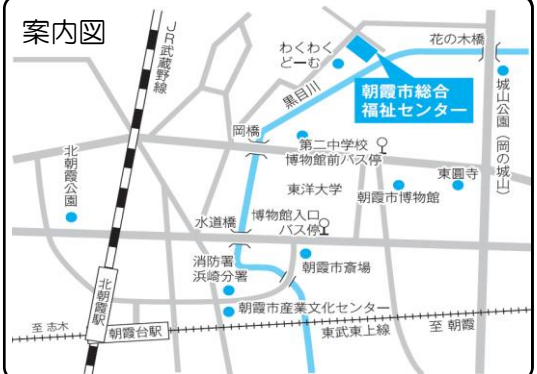 案内図
JR武蔵野線
わくわく
どーむ
花の木橋
黒目川
朝霞市総合
福祉センター
城山公園(岡の城山)
岡橋
第二中学校
博物館前バス停
北朝霞公園
東洋大学
朝霞市博物館
東圓寺
水道橋
博物館入口
バス停
消防署
浜崎分署
朝霞市斎場
北朝霞駅
朝霞市産業文化センター
至 志木
朝霞台駅
東武東上線
至 朝霞